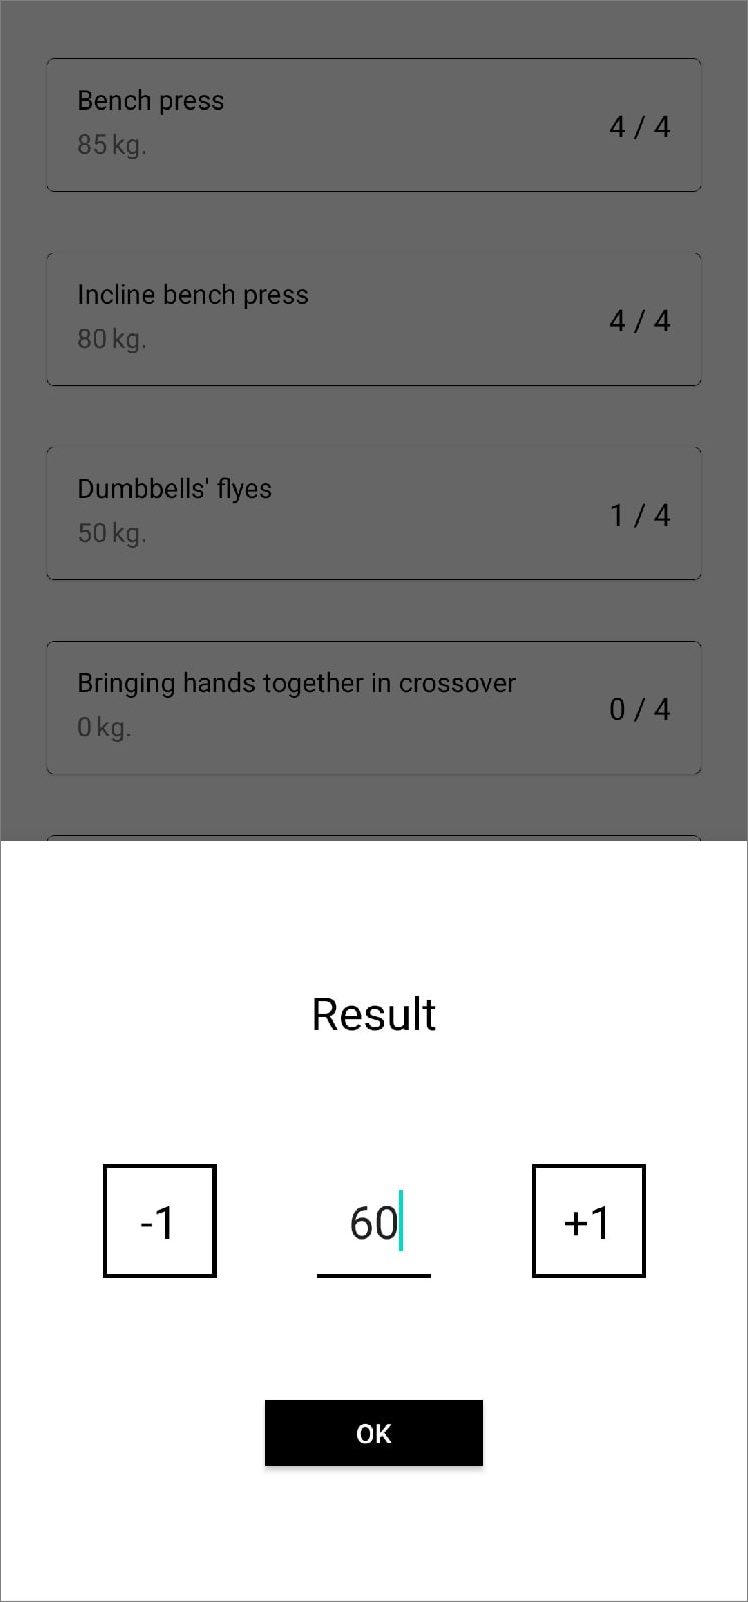 Bench press
85 kg.
4 / 4
Incline bench press
80 kg.
4 / 4
Dumbbells' flyes
50 kg.
1 / 4
Bringing hands together in crossover
0 kg.
0 / 4
Result
-1
60
+1
OK